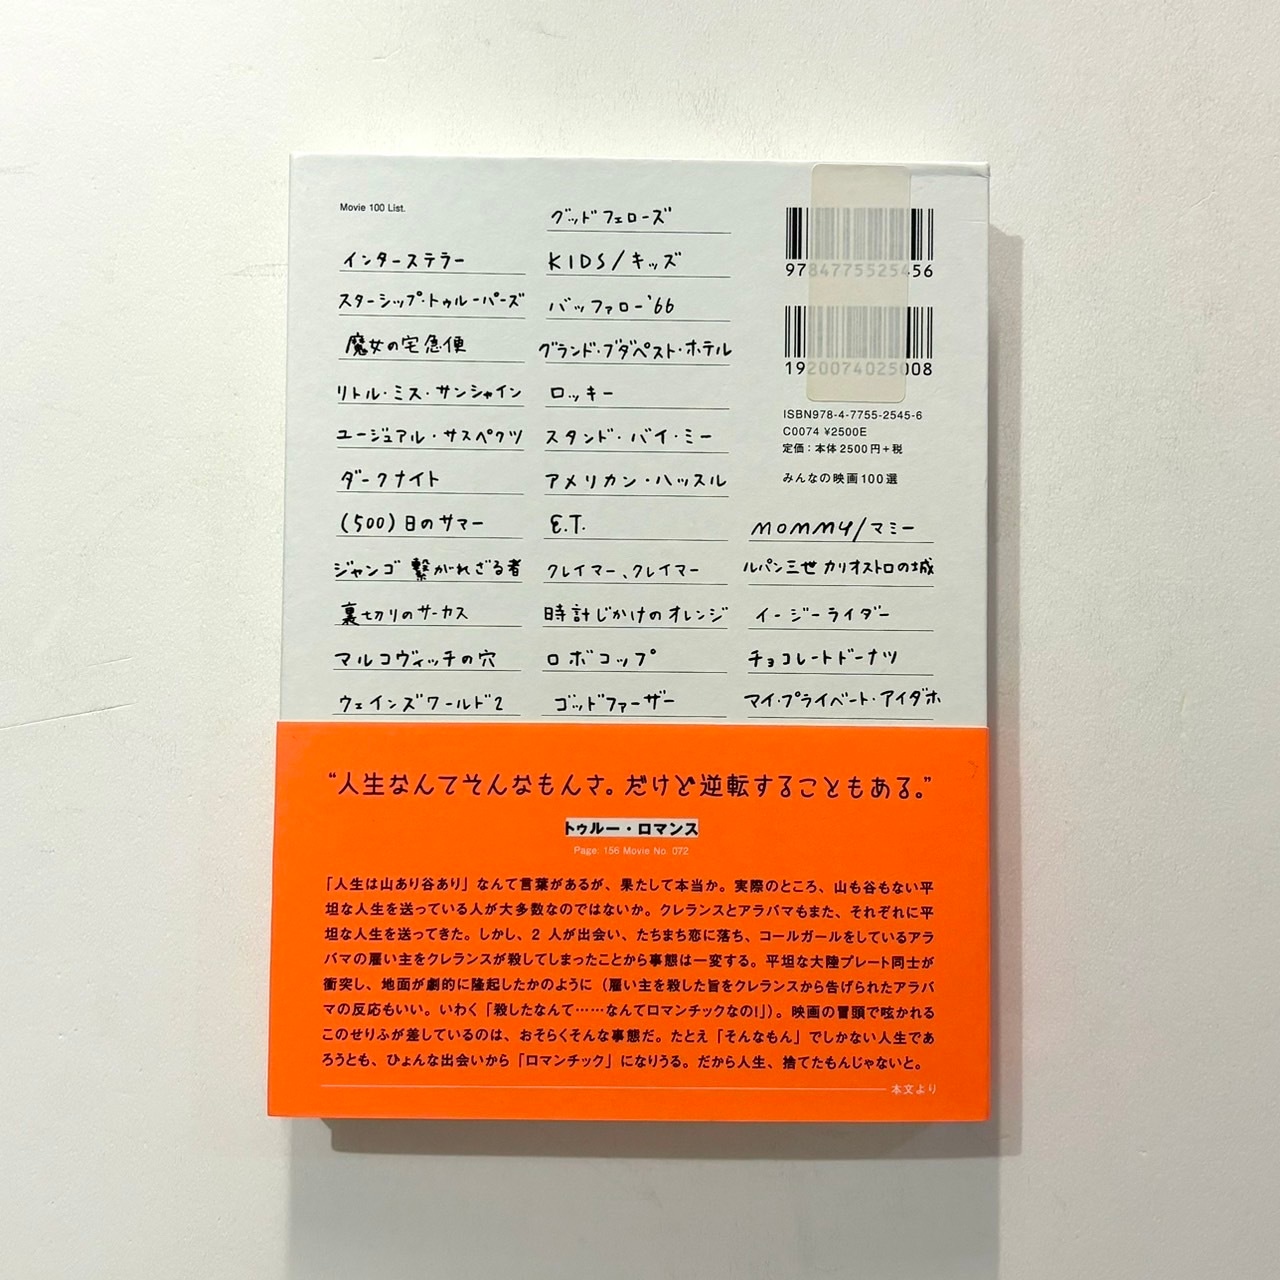 Movie 100 List.
インターステラー
スターシップ・トゥルーパーズ
魔女の宅急便
リトル・ミス・サンシャイン
ユージュアル・サスペクツ
ダークナイト
(500)日のサマー
ジャンゴ 繋がれざる者
裏切りのサーカス
マルコヴィッチの穴
ウェインズワールド2
グッドフェローズ
KIDS/キッズ
バッファロー'66
グランド・ブダペスト・ホテル
ロッキー
スタンド・バイ・ミー
アメリカン・ハッスル
E.T.
クレイマー、クレイマー
時計じかけのオレンジ
ロボコップ
ゴッドファーザー
9784775525456
1920074025008
ISBN978-4-7755-2545-6
C0074 ¥2500E
定価：本体2500円+税
みんなの映画100選
MOMMY/マミー
ルパン三世 カリオストロの城
イージーライダー
チョコレートドーナツ
マイ・プライベート・アイダホ
“人生なんてそんなもんさ。だけど逆転することもある。”
トゥルー・ロマンス
Page. 156 Movie No. 072
「人生は山あり谷あり」なんて言葉があるが、果たして本当か。実際のところ、山も谷もない平
坦な人生を送っている人が大多数なのではないか。クレランスとアラバマもまた、それぞれに平
坦な人生を送ってきた。しかし、2 人が出会い、たちまち恋に落ち、コールガールをしているアラ
バマの雇い主をクレランスが殺してしまったことから事態は一変する。平坦な大陸プレート同士が
衝突し、地面が劇的に隆起したかのように（雇い主を殺した旨をクレランスから告げられたアラバ
マの反応もいい。いわく「殺したなんて……なんてロマンチックなの!」）。映画の冒頭で呟かれる
このせりふが差しているのは、おそらくそんな事態だ。たとえ「そんなもん」でしかない人生であ
ろうとも、ひょんな出会いから「ロマンチック」になりうる。だから人生、捨てたもんじゃないと。
本文より